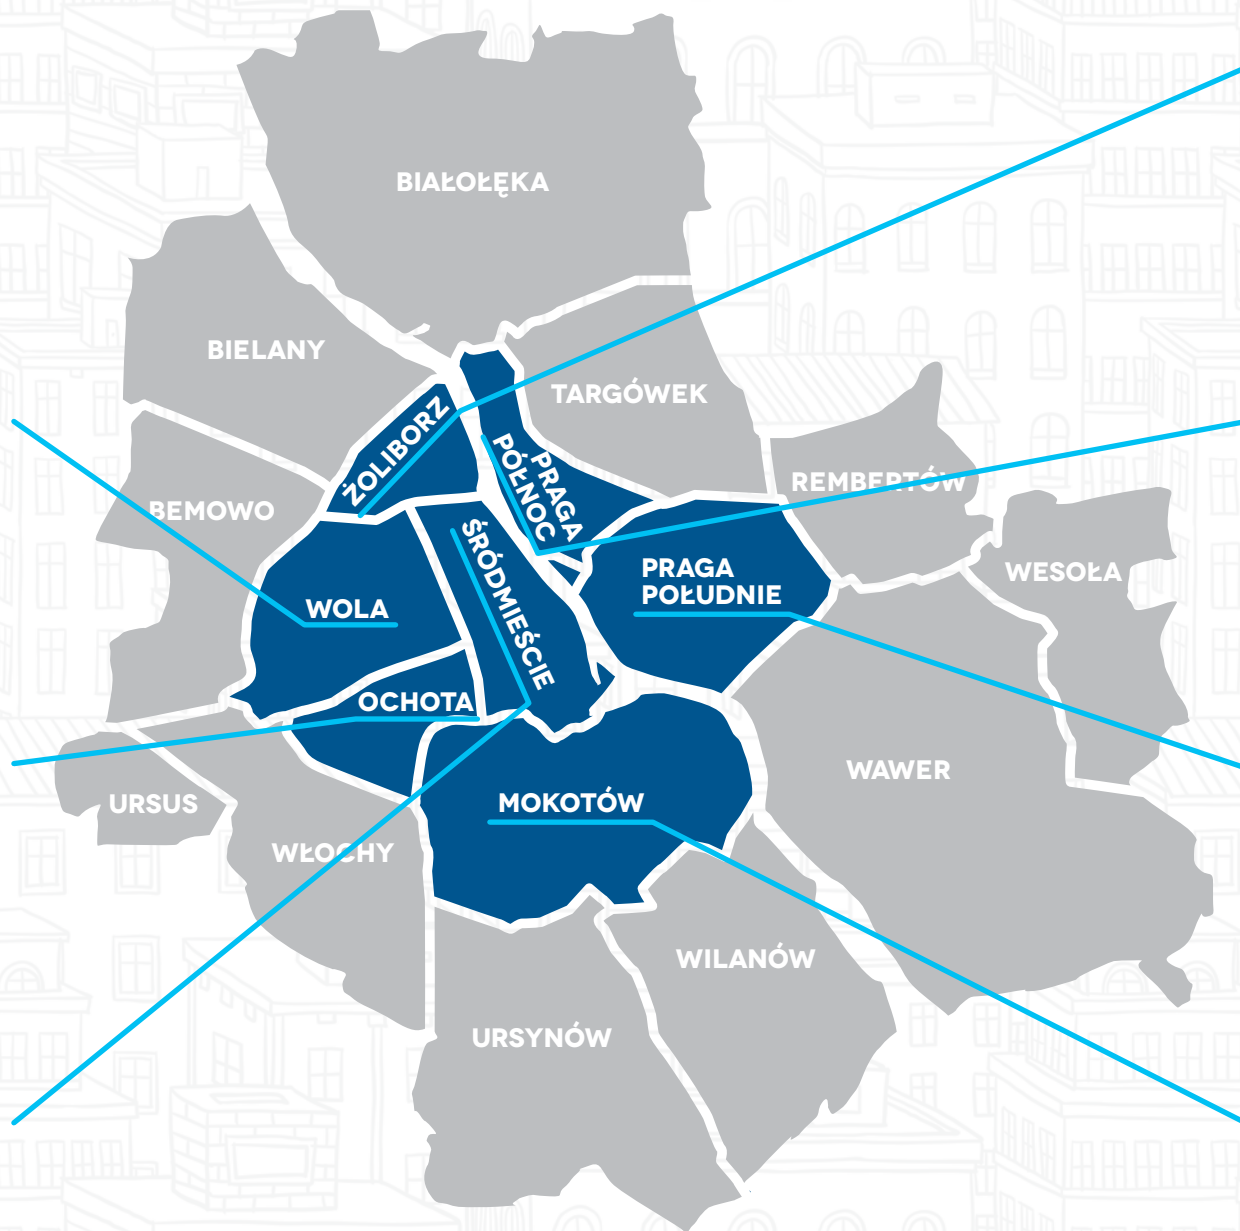 BIAŁOŁĘKA
BIELANY
TARGÓWEK
ŻOLIBORZ
PRAGA
PÓŁNOC
REMBERTÓW
BEMOWO
ŚRÓDMIEŚCIE
PRAGA
POŁUDNIE
WESOŁA
WOLA
OCHOTA
WAWER
URSUS
MOKOTÓW
WŁOCHY
WILANÓW
URSYNÓW